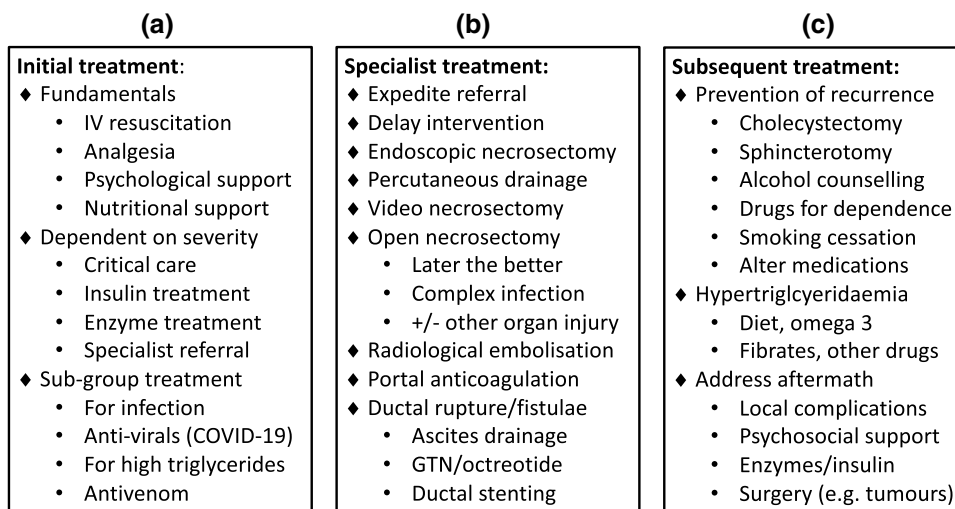 (a)
Initial treatment:
♦ Fundamentals
• IV resuscitation
• Analgesia
• Psychological support
• Nutritional support
♦ Dependent on severity
• Critical care
• Insulin treatment
• Enzyme treatment
• Specialist referral
♦ Sub-group treatment
• For infection
• Anti-virals (COVID-19)
• For high triglycerides
• Antivenom
(b)
Specialist treatment:
♦ Expedite referral
♦ Delay intervention
♦ Endoscopic necrosectomy
♦ Percutaneous drainage
♦ Video necrosectomy
♦ Open necrosectomy
• Later the better
• Complex infection
• +/- other organ injury
♦ Radiological embolisation
♦ Portal anticoagulation
♦ Ductal rupture/fistulae
• Ascites drainage
• GTN/octreotide
• Ductal stenting
(c)
Subsequent treatment:
♦ Prevention of recurrence
• Cholecystectomy
• Sphincterotomy
• Alcohol counselling
• Drugs for dependence
• Smoking cessation
• Alter medications
♦ Hypertriglcyeridaemia
• Diet, omega 3
• Fibrates, other drugs
♦ Address aftermath
• Local complications
• Psychosocial support
• Enzymes/insulin
• Surgery (e.g. tumours)